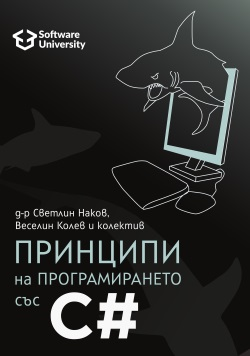 Software
University
д-р Светлин Наков,
Веселин Колев и колектив
ПРИНЦИПИ
на ПРОГРАМИРАНЕТО
със C#